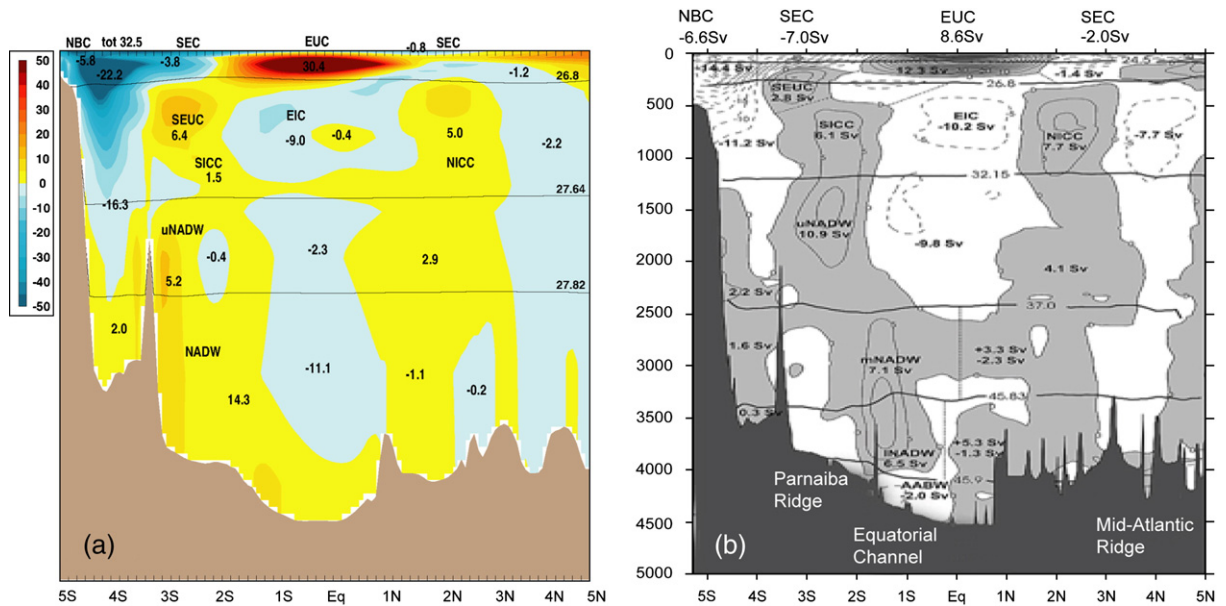 NBC tot 32.5 SEC EUC -0.8 SEC
-5.8 -3.8 30.4
-22.2 -1.2 26.8
50
40
30
20
10
0
-10
-20
-30
-40
-50
SEUC
6.4
EIC
-9.0 -0.4 5.0
-2.2
SICC
1.5
NICC
27.64
-16.3
uNADW
-0.4 -2.3 2.9
5.2
27.82
2.0
NADW
-11.1 -1.1 -0.2
14.3
(a)
5S 4S 3S 2S 1S Eq 1N 2N 3N 4N 5N
NBC SEC EUC SEC
-6.6Sv -7.0Sv 8.6Sv -2.0Sv
0
500
1000
1500
2000
2500
3000
3500
4000
4500
5000
24.5
-14.4 Sv 12.3 Sv -1.4 Sv
26.8
SEUC
2.8 Sv
SICC
6.1 Sv
EIC
-10.2 Sv
NICC
7.7 Sv
-7.7 Sv
-11.2 Sv
32.15
uNADW
10.9 Sv
-9.8 Sv
4.1 Sv
2.2 Sv
37.0
1.6 Sv
mNADW
7.1 Sv
+3.3 Sv
-2.3 Sv
45.83
0.3 Sv
lNADW
6.5 Sv
+5.3 Sv
-1.3 Sv
45.9
AABW
-2.0 Sv
Parnaiba
Ridge
Equatorial
Channel
Mid-Atlantic
Ridge
(b)
5S 4S 3S 2S 1S Eq 1N 2N 3N 4N 5N